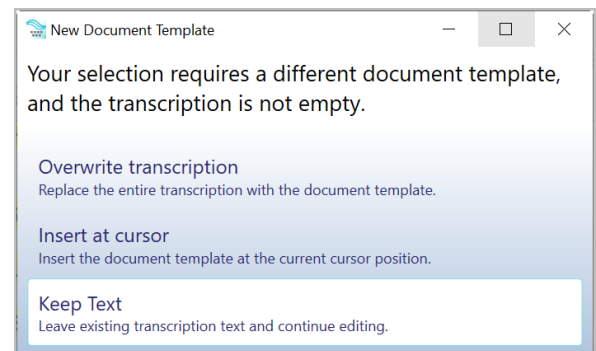 New Document Template
Your selection requires a different document template,
and the transcription is not empty.
Overwrite transcription
Replace the entire transcription with the document template.
Insert at cursor
Insert the document template at the current cursor position.
Keep Text
Leave existing transcription text and continue editing.